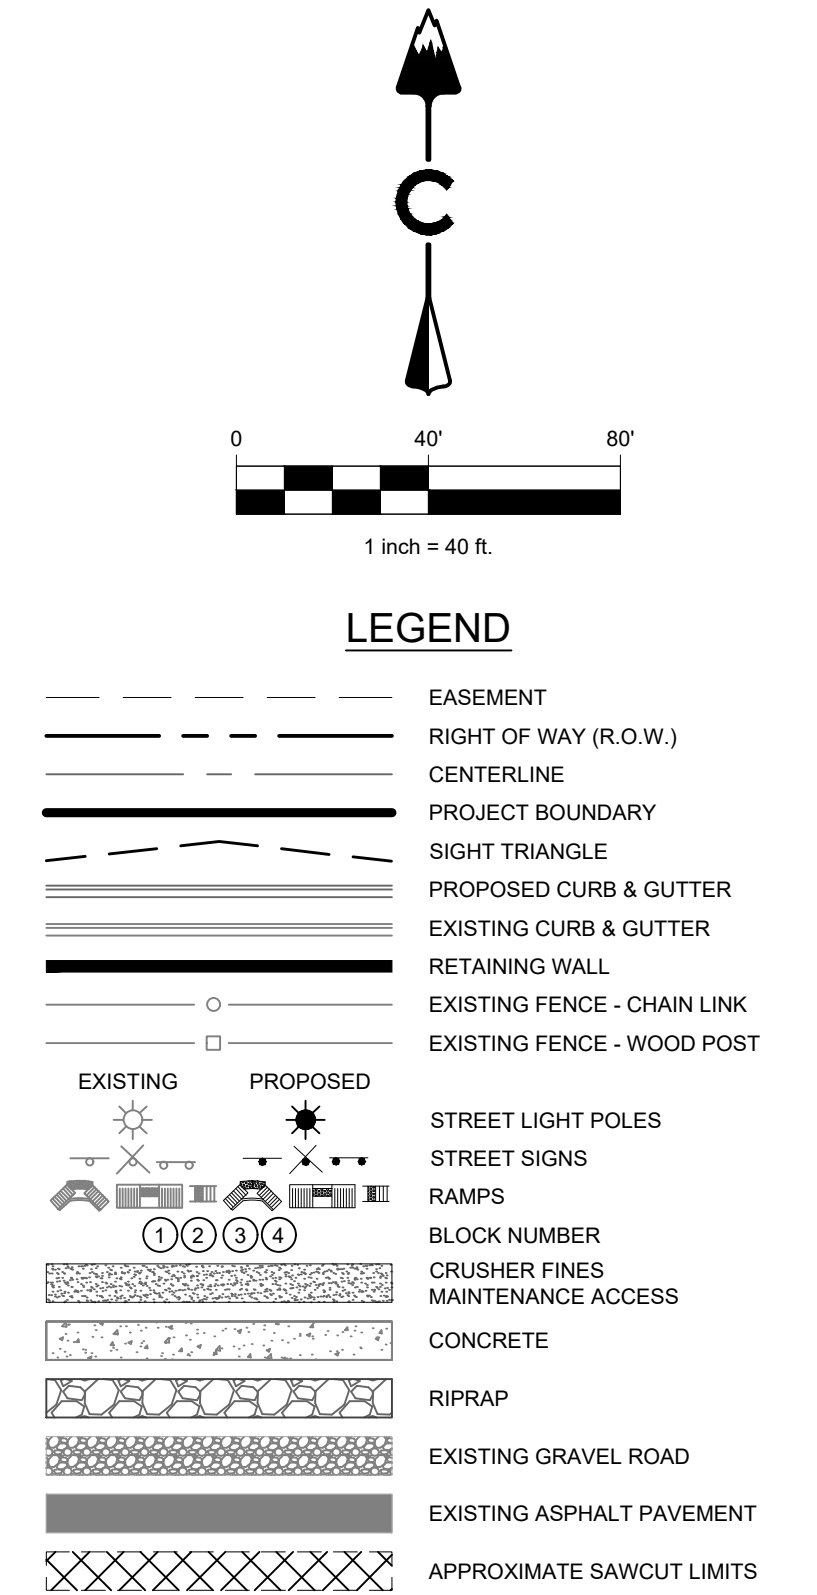 C
0 40' 80'
1 inch = 40 ft.
LEGEND
EASEMENT
RIGHT OF WAY (R.O.W.)
CENTERLINE
PROJECT BOUNDARY
SIGHT TRIANGLE
PROPOSED CURB & GUTTER
EXISTING CURB & GUTTER
RETAINING WALL
EXISTING FENCE - CHAIN LINK
EXISTING FENCE - WOOD POST
EXISTING PROPOSED
STREET LIGHT POLES
STREET SIGNS
RAMPS
1 2 3 4 BLOCK NUMBER
CRUSHER FINES
MAINTENANCE ACCESS
CONCRETE
RIPRAP
EXISTING GRAVEL ROAD
EXISTING ASPHALT PAVEMENT
APPROXIMATE SAWCUT LIMITS